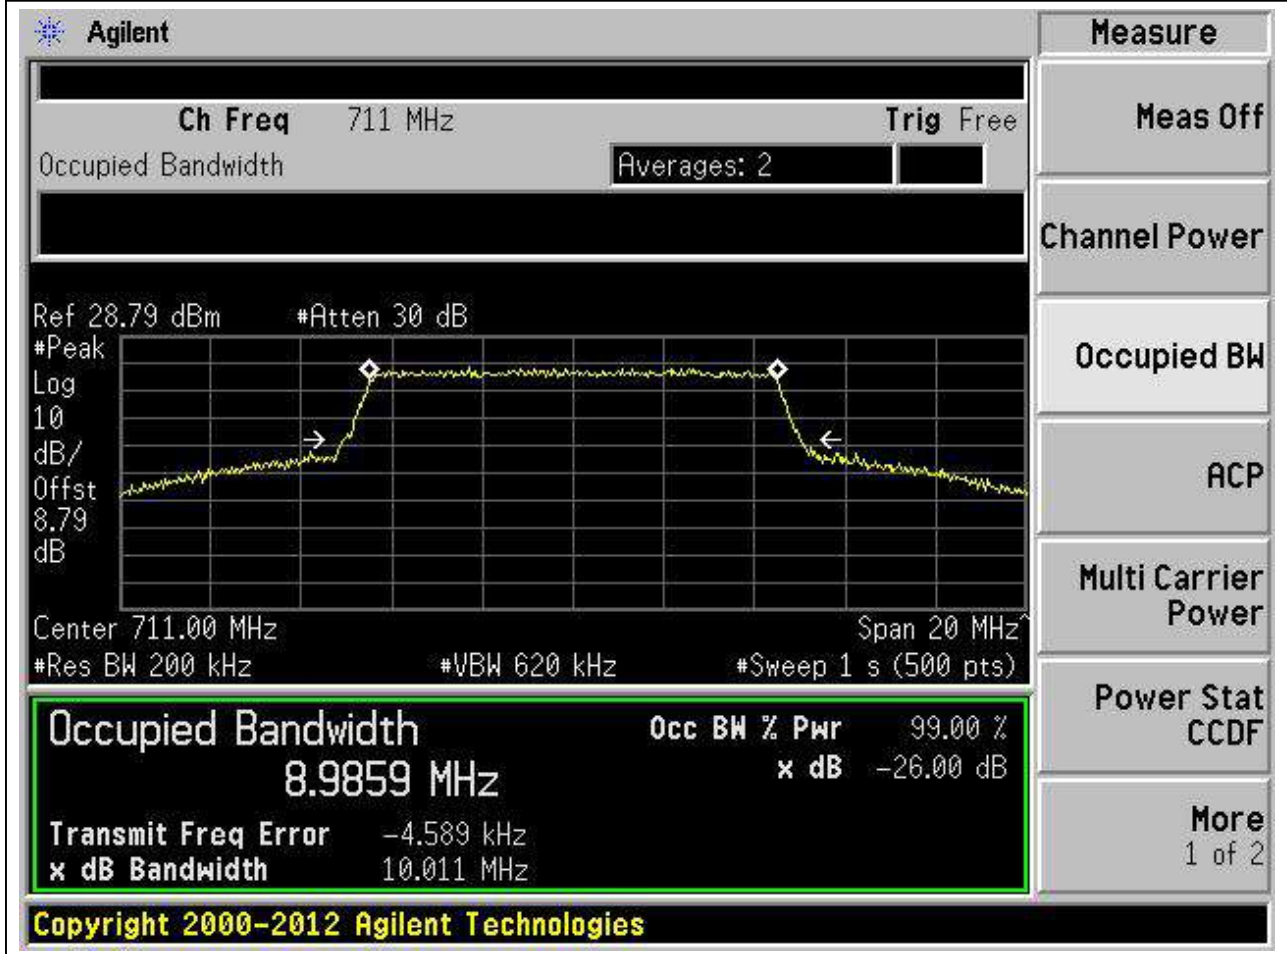 Agilent
Measure
Ch Freq 711 MHz Trig Free
Occupied Bandwidth Averages: 2
Ref 28.79 dBm #Atten 30 dB
#Peak
Log
10
dB/
Offst
8.79
dB
Center 711.00 MHz Span 20 MHz^
#Res BW 200 kHz #VBW 620 kHz #Sweep 1 s (500 pts)
Occupied Bandwidth
8.9859 MHz
Occ BW % Pwr 99.00 %
x dB -26.00 dB
Transmit Freq Error -4.589 kHz
x dB Bandwidth 10.011 MHz
Copyright 2000-2012 Agilent Technologies
Meas Off
Channel Power
Occupied BW
ACP
Multi Carrier
Power
Power Stat
CCDF
More
1 of 2